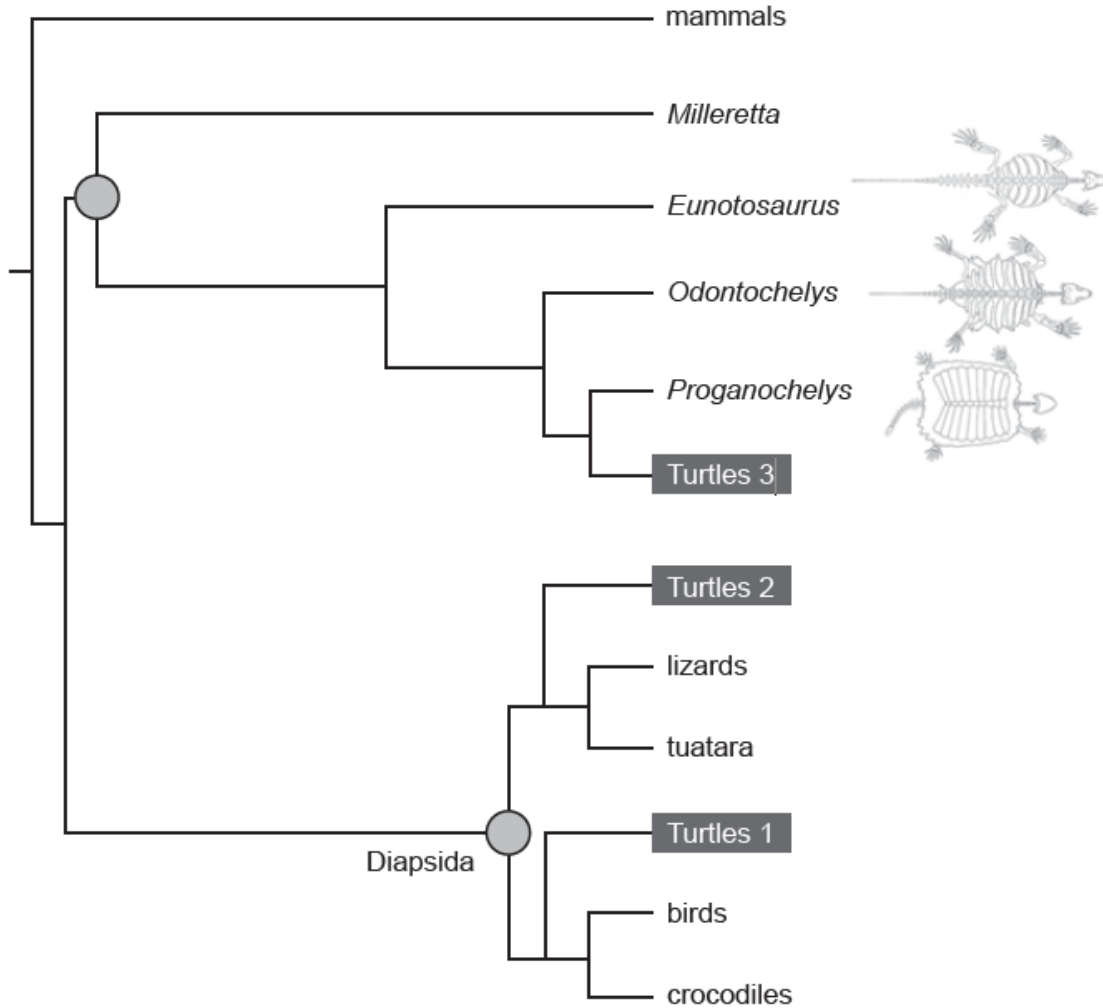 mammals
Milleretta
Eunotosaurus
Odontochelys
Proganochelys
Turtles 3
Turtles 2
lizards
tuatara
Turtles 1
Diapsida
birds
crocodiles